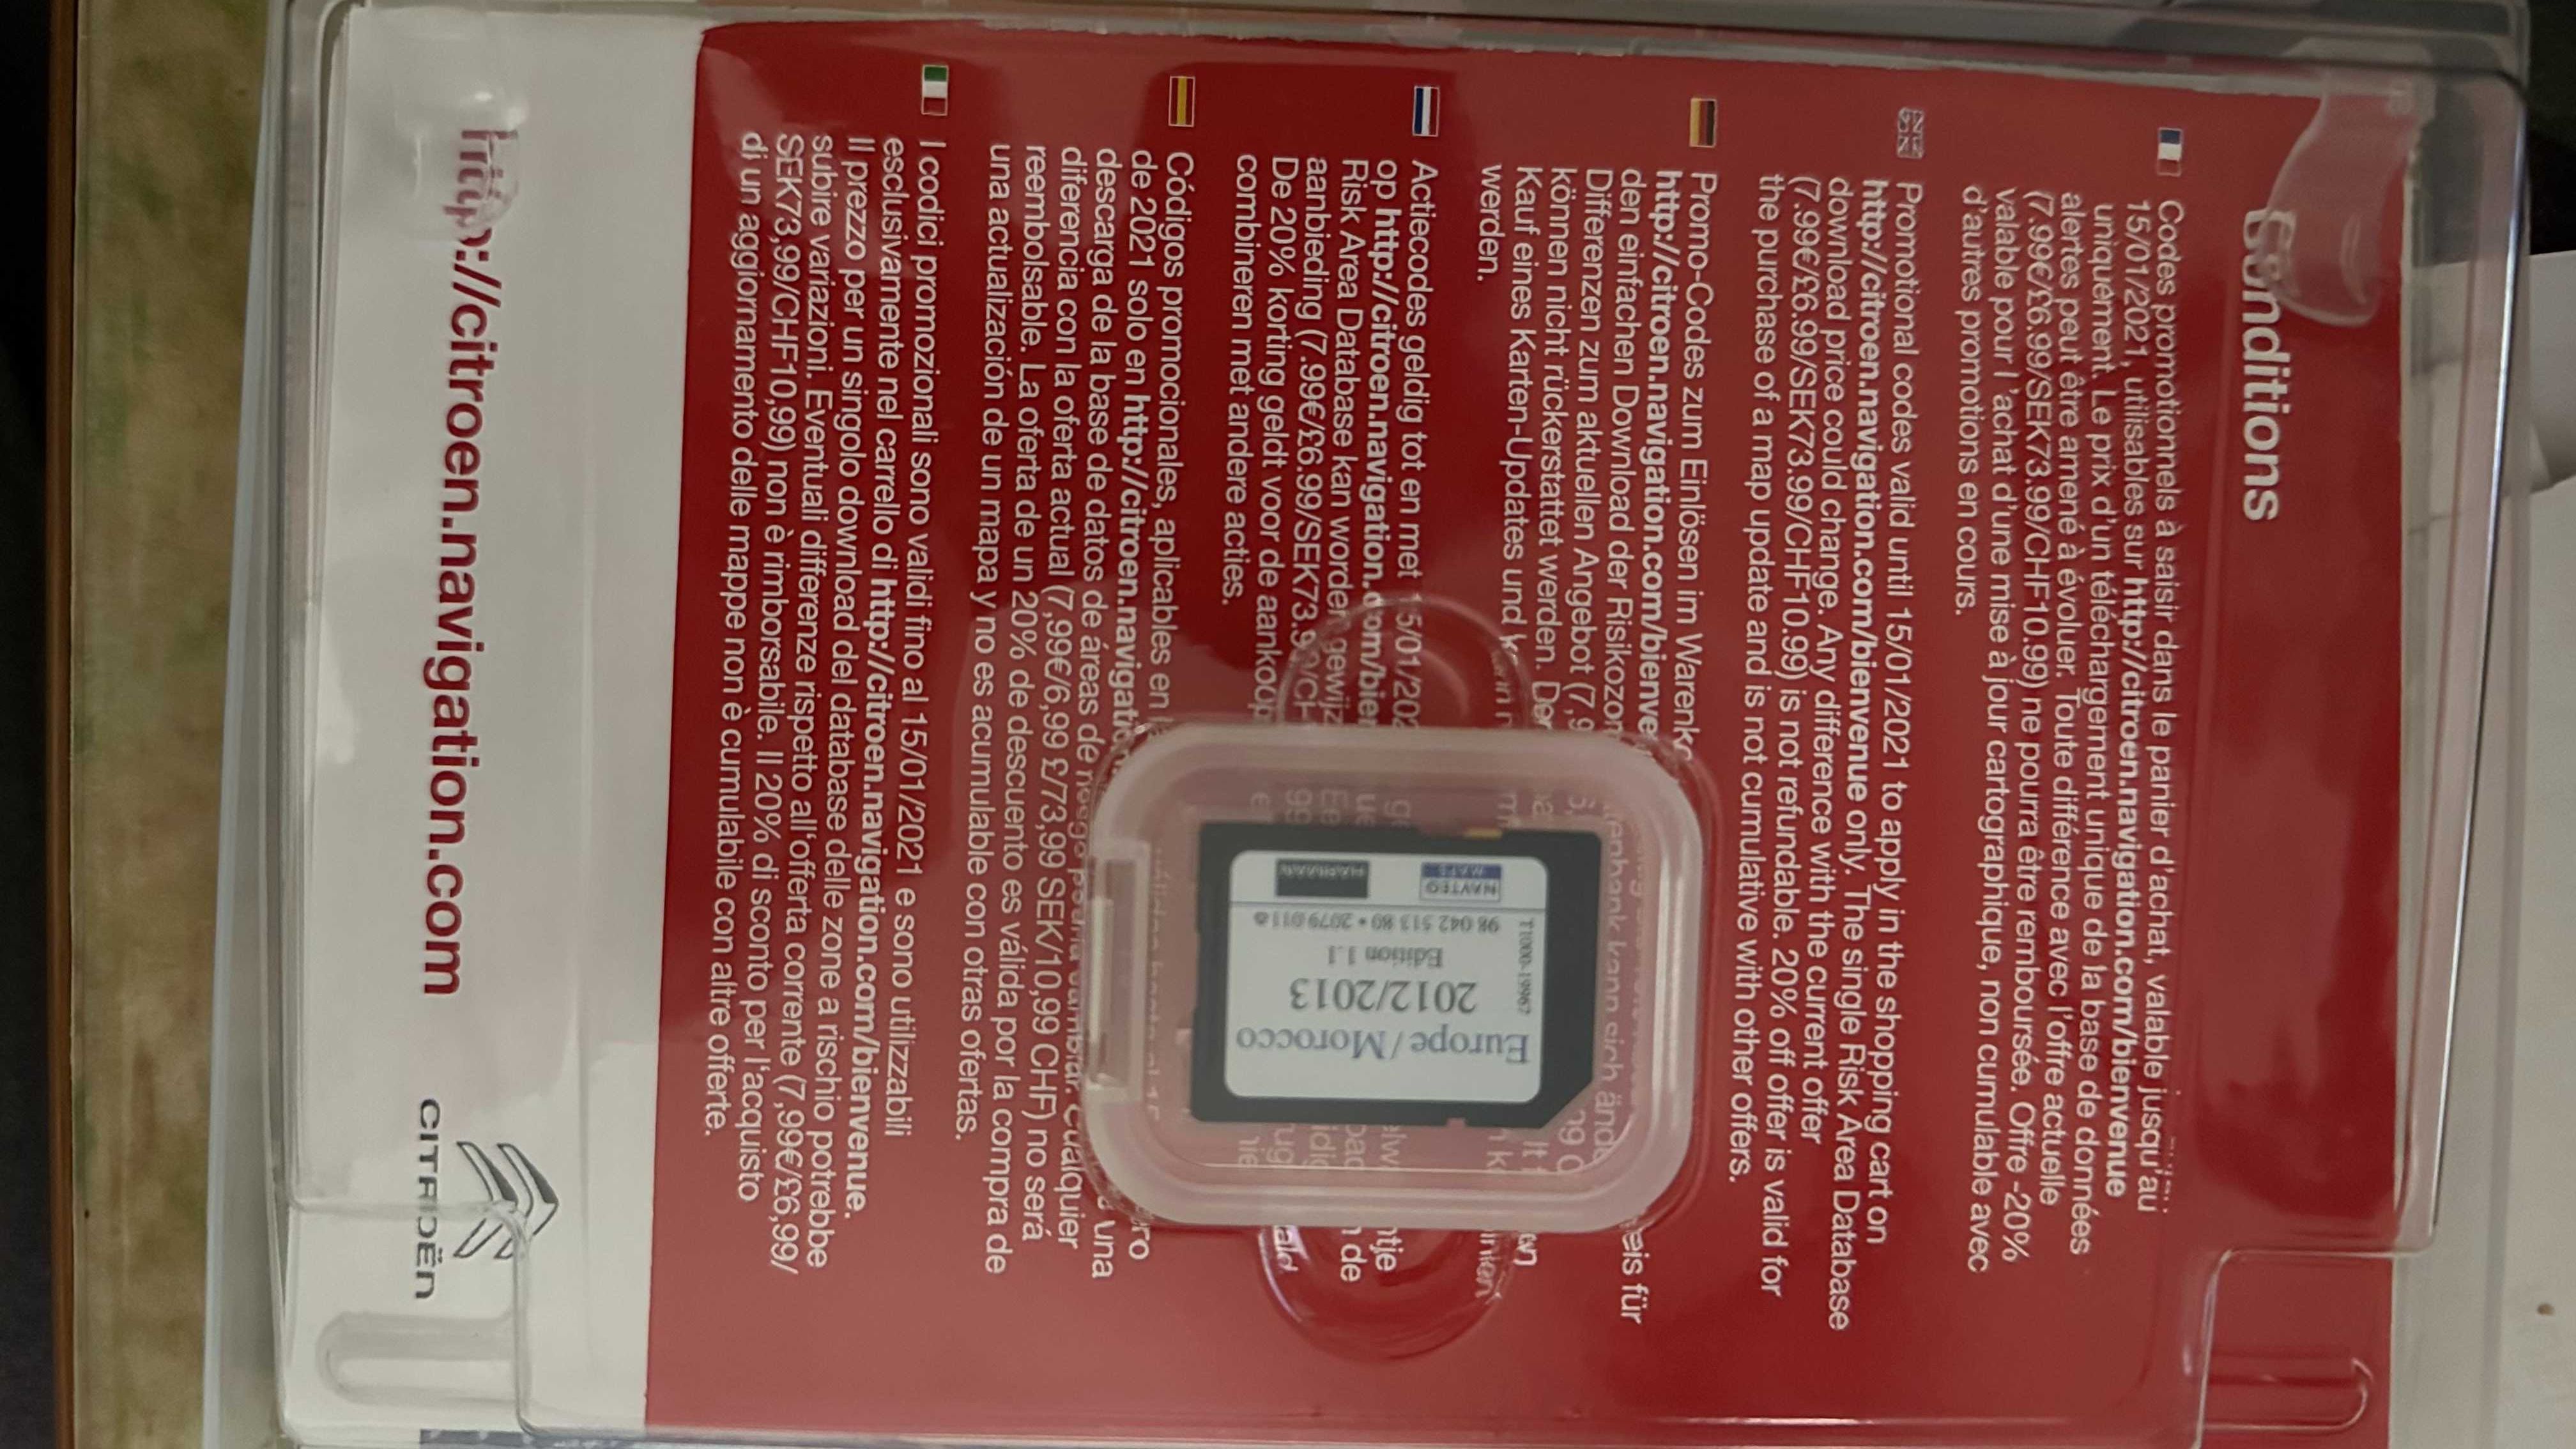 Conditions
Codes promotionnels à saisir dans le panier d'achat, valable jusqu'au
15/01/2021, utilisables sur http://citroen.navigation.com/bienvenue
uniquement. Le prix d'un téléchargement unique de la base de données
alertes peut être amené à évoluer. Toute différence avec l'offre actuelle
(7.99€/£6.99/SEK73.99/CHF10.99) ne pourra être remboursée. Offre -20%
valable pour l'achat d'une mise à jour cartographique, non cumulable avec
d'autres promotions en cours.
Promotional codes valid until 15/01/2021 to apply in the shopping cart on
http://citroen.navigation.com/bienvenue only. The single Risk Area Database
download price could change. Any difference with the current offer
(7.99€/£6.99/SEK73.99/CHF10.99) is not refundable. 20% off offer is valid for
the purchase of a map update and is not cumulative with other offers.
Promo-Codes zum Einlösen im
http://citroen.navigation.com/
den einfachen Download der
Differenzen zum aktuellen Angebot (7,9
können nicht rückerstattet werden.
Kauf eines Karten-Updates und
werden.
Actiecodes geldig tot en met
op http://citroen.navigation.
Risk Area Database kan
aanbieding (7.99€/£6.99/SEK73.
De 20% korting geldt voor de
combineren met andere acties.
Códigos promocionales, aplicables en
de 2021 solo en http://citroen.
descarga de la base de datos de áreas de una
diferencia con la oferta actual (7,99€/6,99 £/73,99 SEK/10,99 CHF) no será
reembolsable. La oferta de un 20% de descuento es válida por la compra de
una actualización de un mapa y no es acumulable con otras ofertas.
I codici promozionali sono validi fino al 15/01/2021 e sono utilizzabili
esclusivamente nel carrello di http://citroen.navigation.com/bienvenue.
Il prezzo per un singolo download del database delle zone a rischio potrebbe
subire variazioni. Eventuali differenze rispetto all'offerta corrente (7,99€/£6,99/
SEK73,99/CHF10,99) non è rimborsabile. Il 20% di sconto per l'acquisto
di un aggiornamento delle mappe non è cumulabile con altre offerte.
http://citroen.navigation.com
CITROËN
Europe/Morocco
2012/2013
Edition 1.1
T1000-19967
98 042 513 80 • 2079 011
NAVTEQ
MAPS
HARMAN